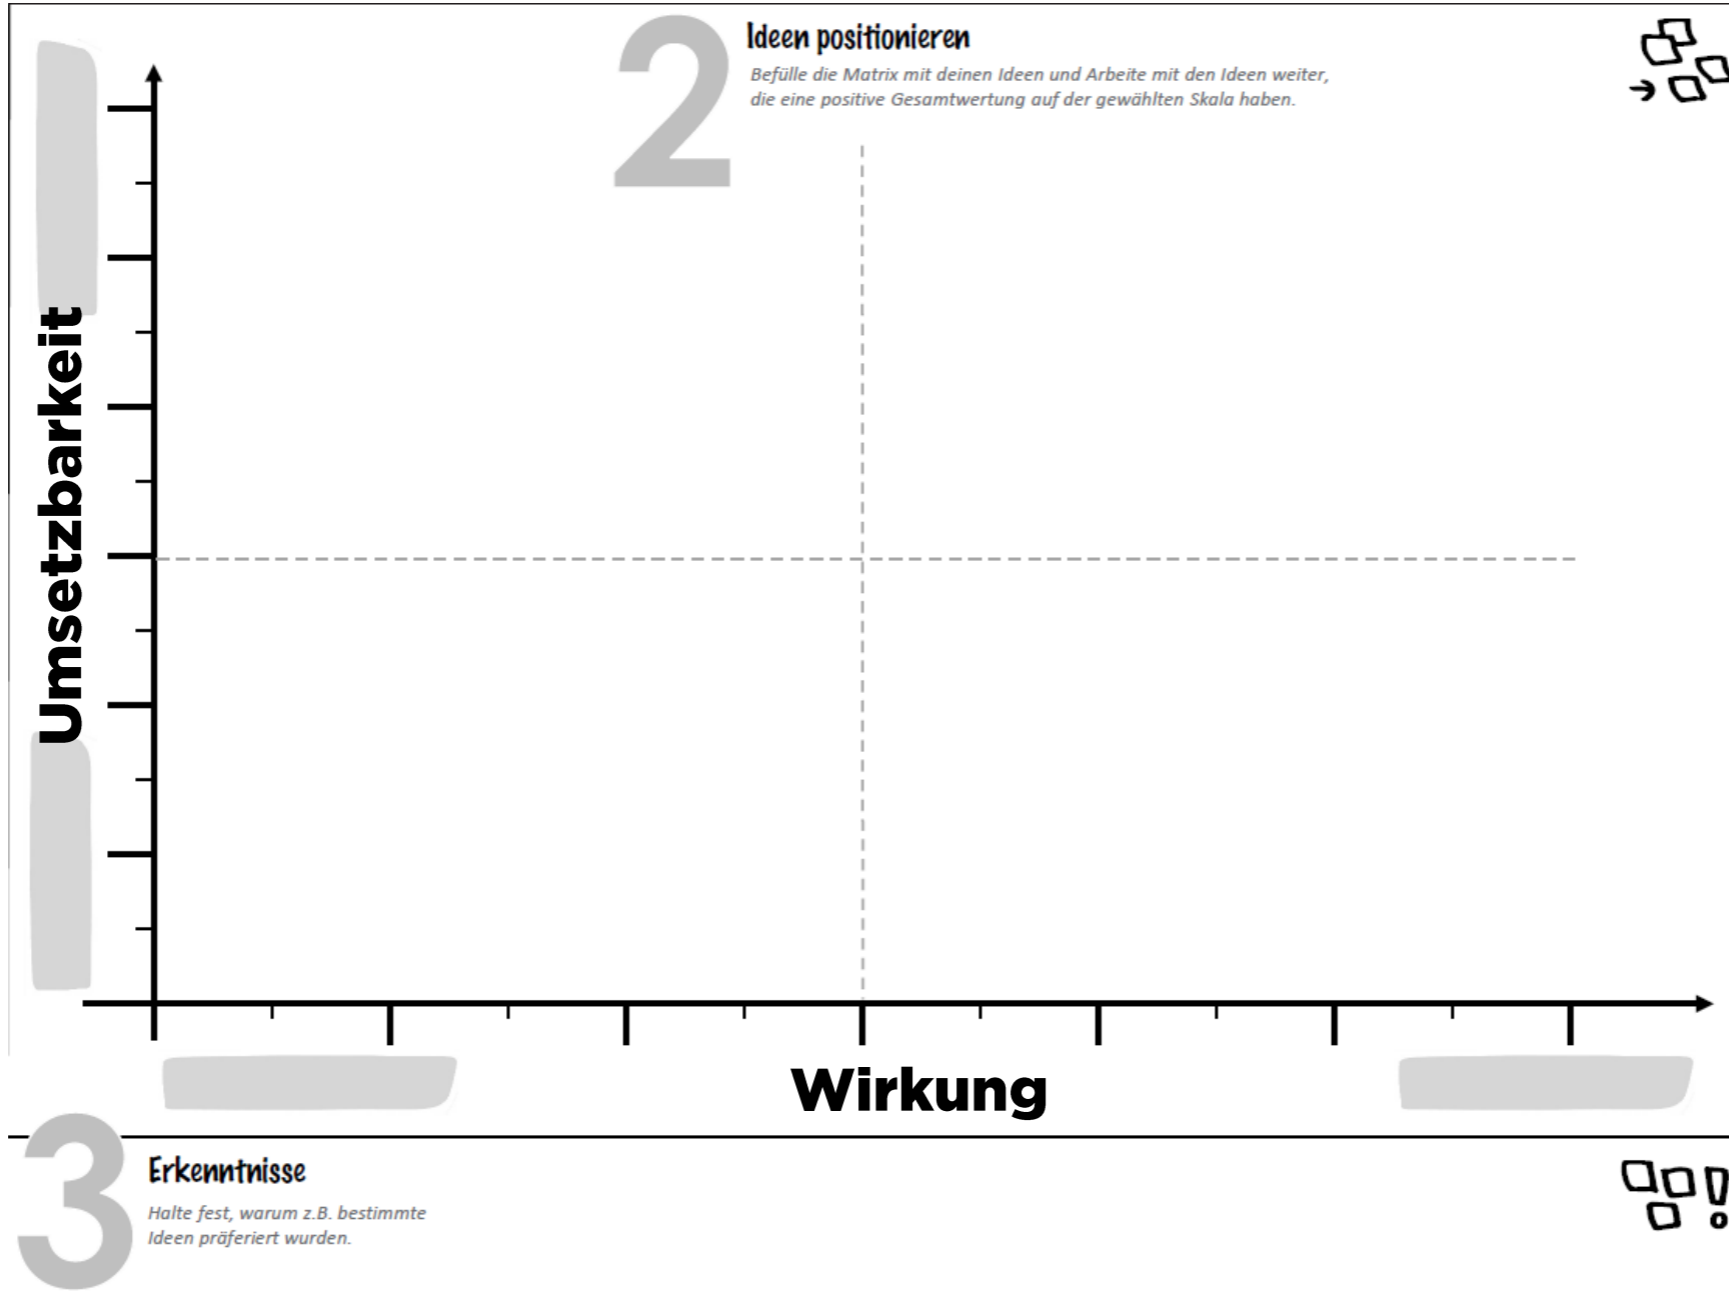 2
Ideen positionieren
Befülle die Matrix mit deinen Ideen und Arbeite mit den Ideen weiter,
die eine positive Gesamtwertung auf der gewählten Skala haben.
Umsetzbarkeit
Wirkung
3
Erkenntnisse
Halte fest, warum z.B. bestimmte
Ideen präferiert wurden.